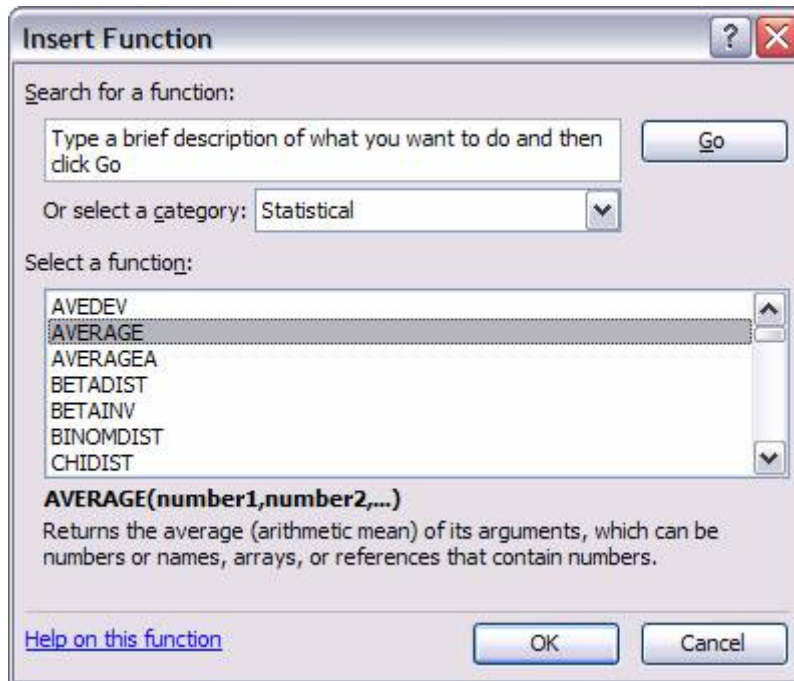 Insert Function
Search for a function:
Type a brief description of what you want to do and then
click Go
Go
Or select a category: Statistical
Select a function:
AVEDEV
AVERAGE
AVERAGEA
BETADIST
BETAINV
BINOMDIST
CHIDIST
AVERAGE(number1,number2,...)
Returns the average (arithmetic mean) of its arguments, which can be
numbers or names, arrays, or references that contain numbers.
Help on this function OK Cancel